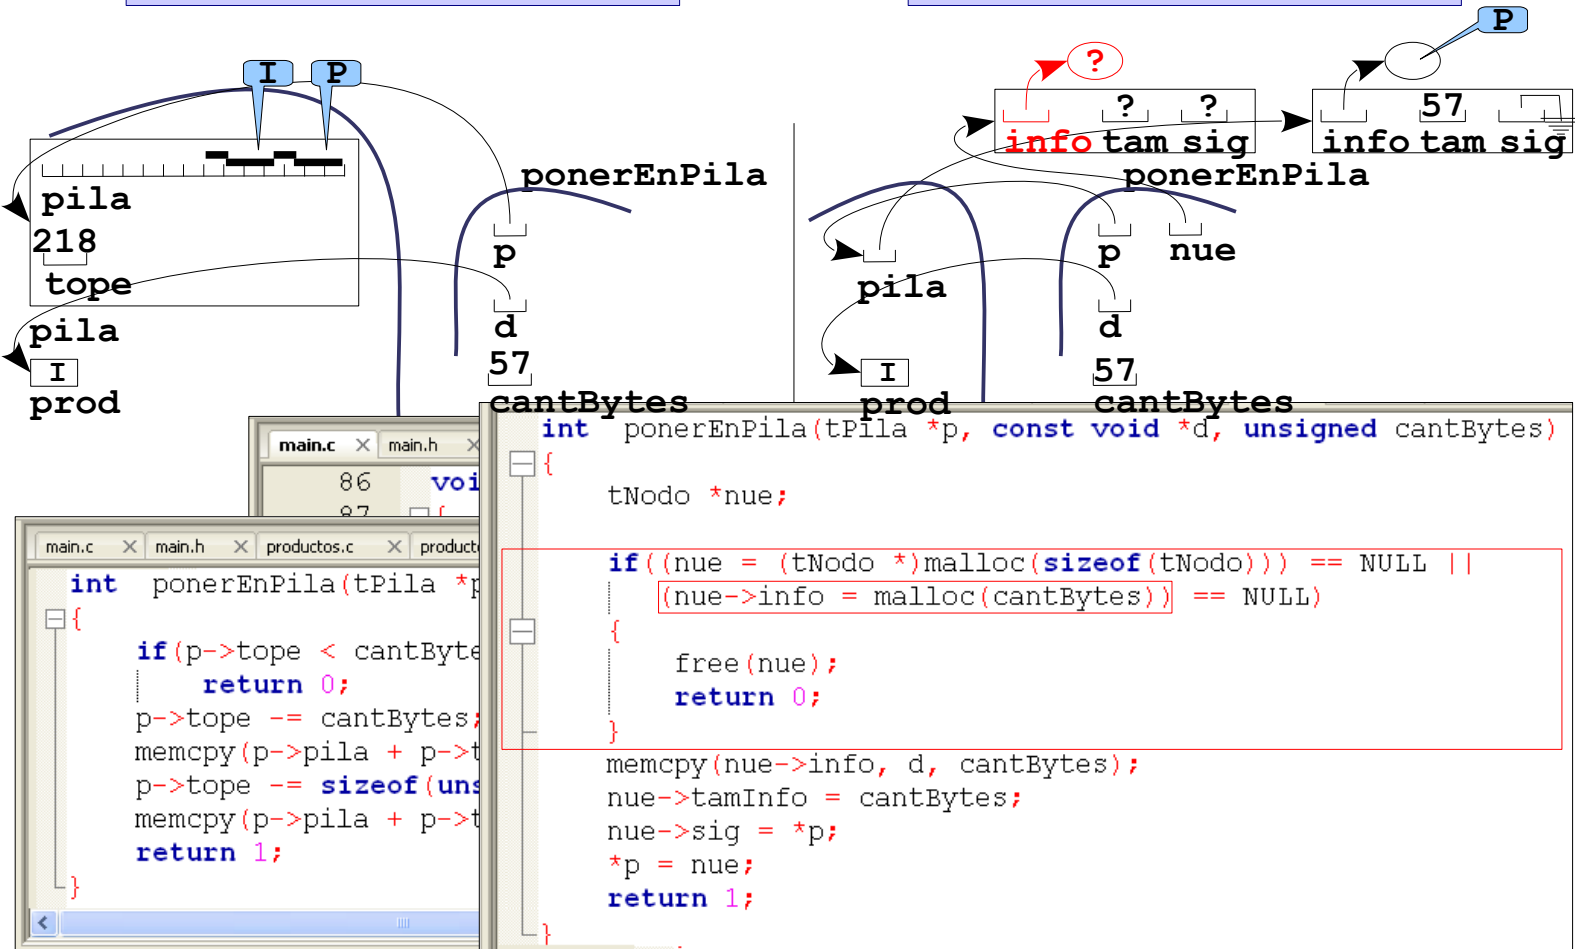 I P
pila
218
tope
pila
I
prod
ponerEnPila
p
d
57
cantBytes
P
?
? ?
info tam sig
57
info tam sig
ponerEnPila
p nue
pila
d
I
prod
57
cantBytes
main.c main.h
86 voi
87 {
main.c main.h productos.c product
int ponerEnPila(tPila *p
{
if(p->tope < cantByte
return 0;
p->tope -= cantBytes;
memcpy(p->pila + p->t
p->tope -= sizeof(uns
memcpy(p->pila + p->t
return 1;
}
int ponerEnPila(tPila *p, const void *d, unsigned cantBytes)
{
tNodo *nue;
if((nue = (tNodo *)malloc(sizeof(tNodo))) == NULL ||
(nue->info = malloc(cantBytes)) == NULL)
{
free(nue);
return 0;
}
memcpy(nue->info, d, cantBytes);
nue->tamInfo = cantBytes;
nue->sig = *p;
*p = nue;
return 1;
}